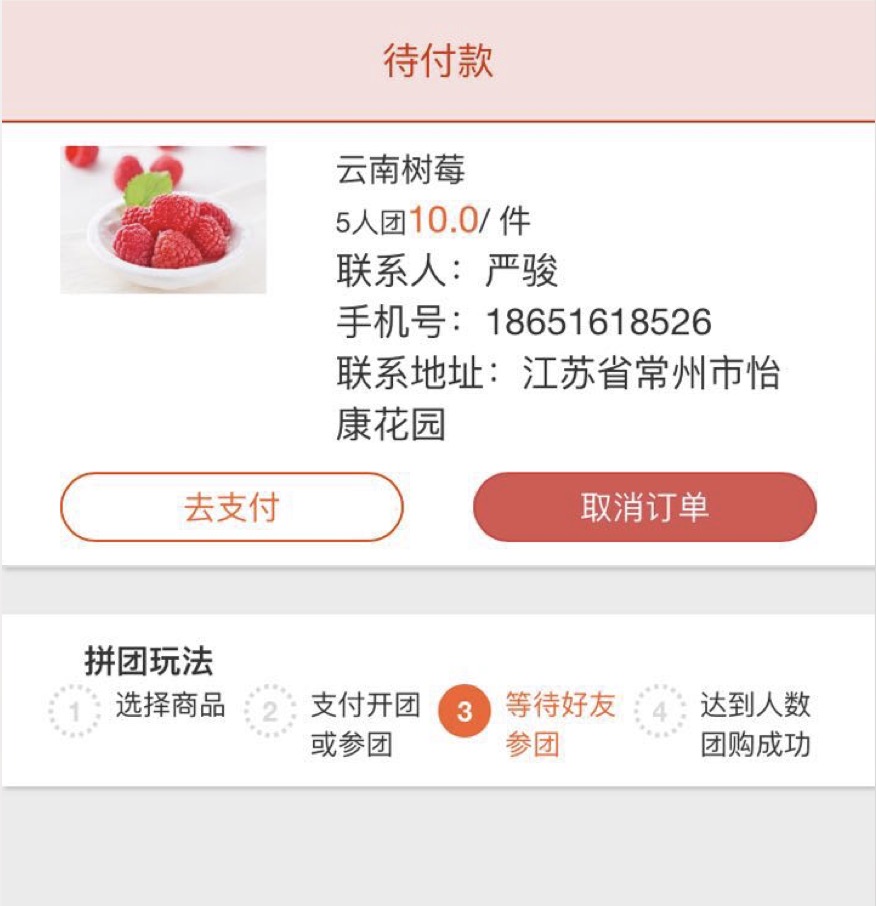 待付款
云南树莓
5人团10.0/ 件
联系人：严骏
手机号：18651618526
联系地址：江苏省常州市怡
康花园
去支付
取消订单
拼团玩法
1 选择商品
2 支付开团
或参团
3 等待好友
参团
4 达到人数
团购成功